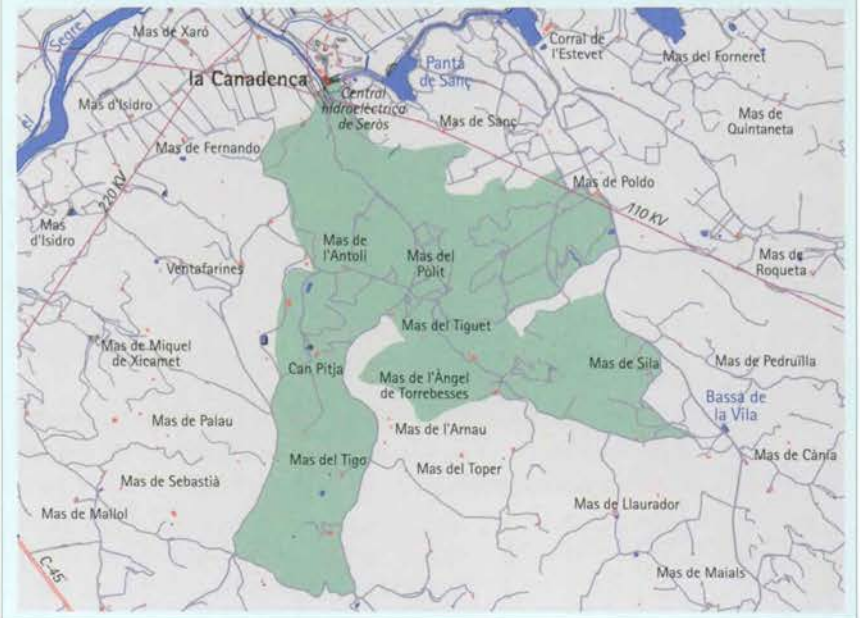 Mas de Xaró
Segre
Corral de
l'Estevet
Mas del Forneret
Pantà
de Sanç
la Canadenca
Central
hidroelèctrica
de Seròs
Mas d'Isidro
Mas de Sanç
Mas de
Quintaneta
el
Mas de Fernando
Mas de Poldo
220 KV
110 KV
Mas
d'Isidro
Mas de
l'Antoli
Mas del
Pòlit
Mas de
Roqueta
Ventafarines
Mas del Tiguet
Mas de Miquel
de Xicamet
Can Pitja
Mas de Sila
Mas de Pedruïlla
Mas de l'Àngel
de Torrebesses
Bassa de
la Vila
Mas de Palau
Mas de l'Arnau
Mas de Cània
Mas del Tigo
Mas del Toper
Mas de Sebastià
Mas de Llaurador
Mas de Mallol
C-45
Mas de Maials